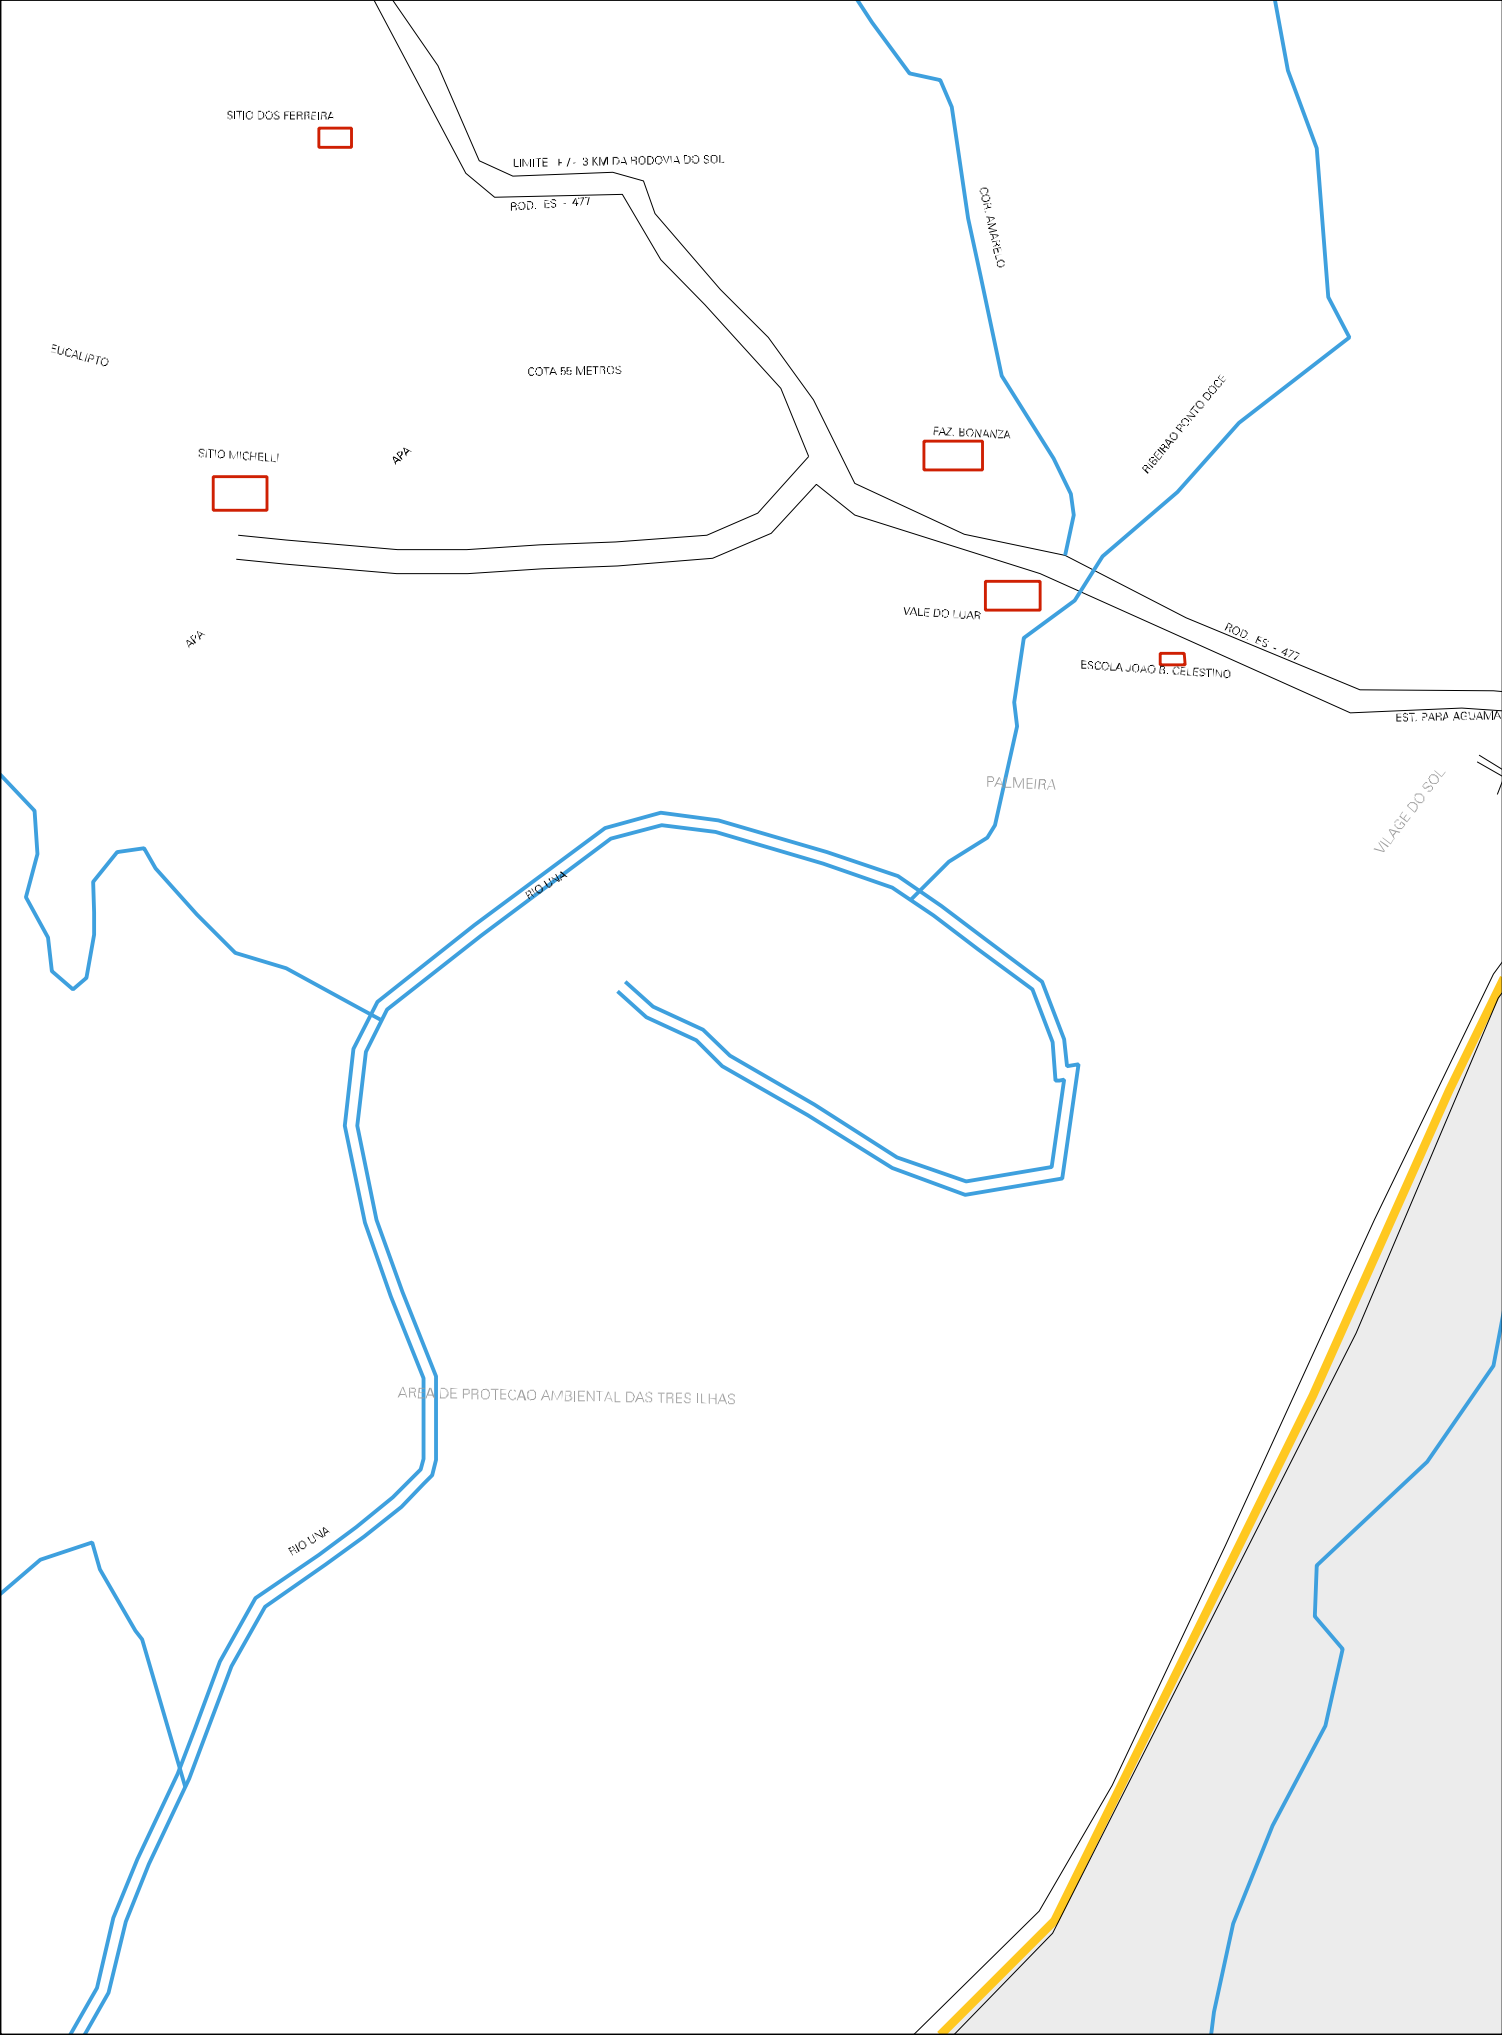 SITIO DOS FERREIRA
LIMITE +/- 3 KM DA RODOVIA DO SOL
ROD. ES - 477
COR. AMARELO
EUCALIPTO
COTA 55 METROS
RIBEIRAO PONTO DOCE
FAZ. BONANZA
SITIO MICHELLI
APA
VALE DO LUAR
APA
ROD. ES - 477
ESCOLA JOAO B. CELESTINO
EST. PARA AGUAMA
PALMEIRA
VILAGE DO SOL
RIO UNA
AREA DE PROTECAO AMBIENTAL DAS TRES ILHAS
RIO UNA